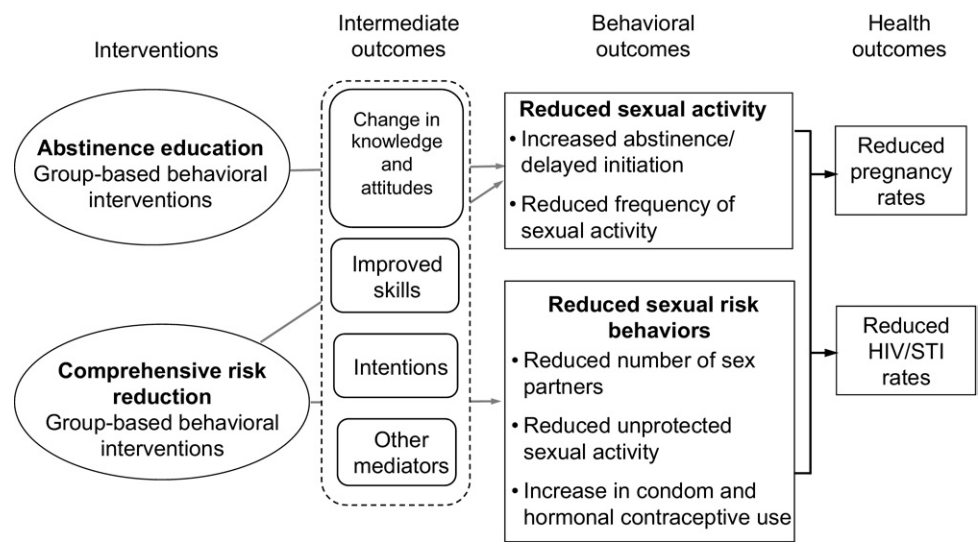 Interventions
Intermediate
outcomes
Behavioral
outcomes
Health
outcomes
Abstinence education
Group-based behavioral
interventions
Comprehensive risk
reduction
Group-based behavioral
interventions
Change in
knowledge
and
attitudes
Improved
skills
Intentions
Other
mediators
Reduced sexual activity
• Increased abstinence/
delayed initiation
• Reduced frequency of
sexual activity
Reduced sexual risk
behaviors
• Reduced number of sex
partners
• Reduced unprotected
sexual activity
• Increase in condom and
hormonal contraceptive use
Reduced
pregnancy
rates
Reduced
HIV/STI
rates